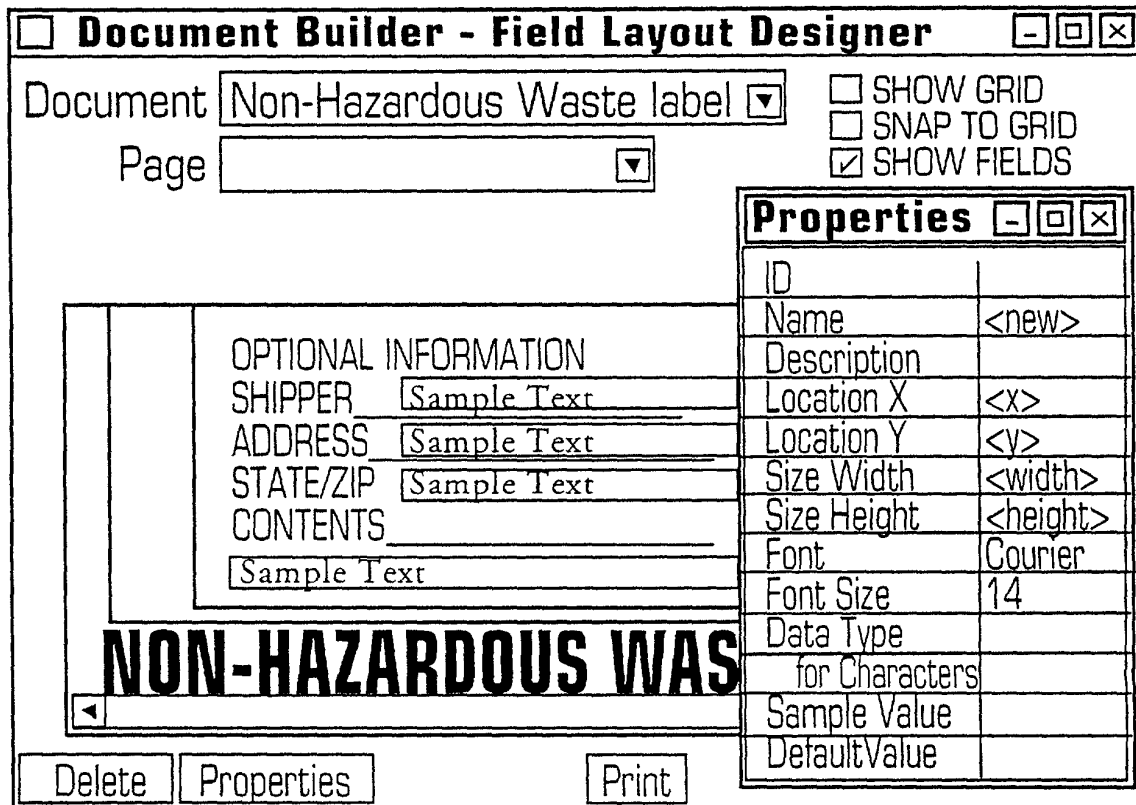 Document Builder - Field Layout Designer
Document Non-Hazardous Waste label
Page
SHOW GRID
SNAP TO GRID
SHOW FIELDS
OPTIONAL INFORMATION
SHIPPER Sample Text
ADDRESS Sample Text
STATE/ZIP Sample Text
CONTENTS
Sample Text
NON-HAZARDOUS WAS
Properties
ID
Name <new>
Description
Location X <x>
Location Y <y>
Size Width <width>
Size Height <height>
Font Courier
Font Size 14
Data Type
for Characters
Sample Value
DefaultValue
Delete Properties Print